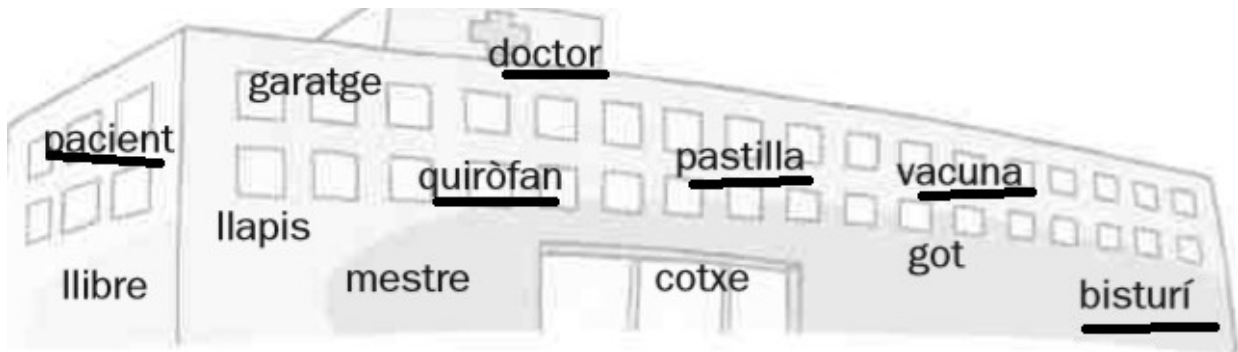 doctor
garatge
pacient
quiròfan
pastilla
vacuna
llapis
llibre
mestre
cotxe
got
bisturí